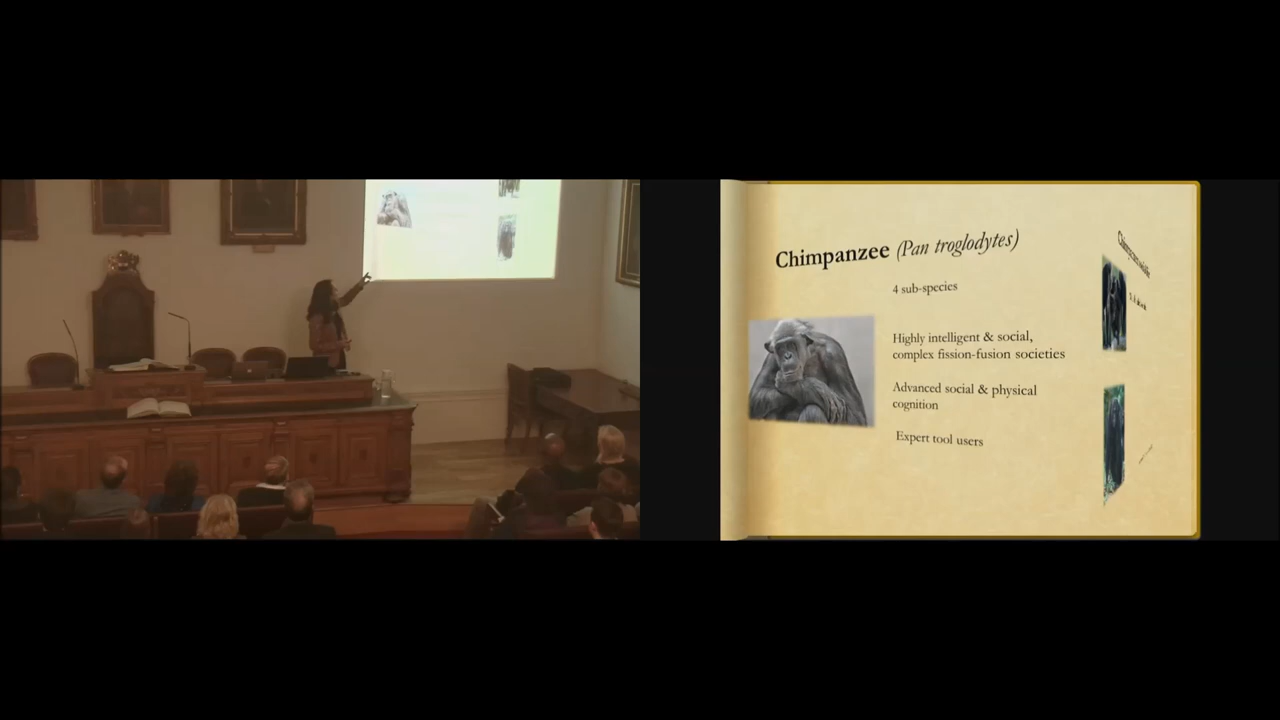 Chimpanzee (Pan troglodytes)
4 sub-species
Highly intelligent & social,
complex fission-fusion societies
Advanced social & physical
cognition
Expert tool users